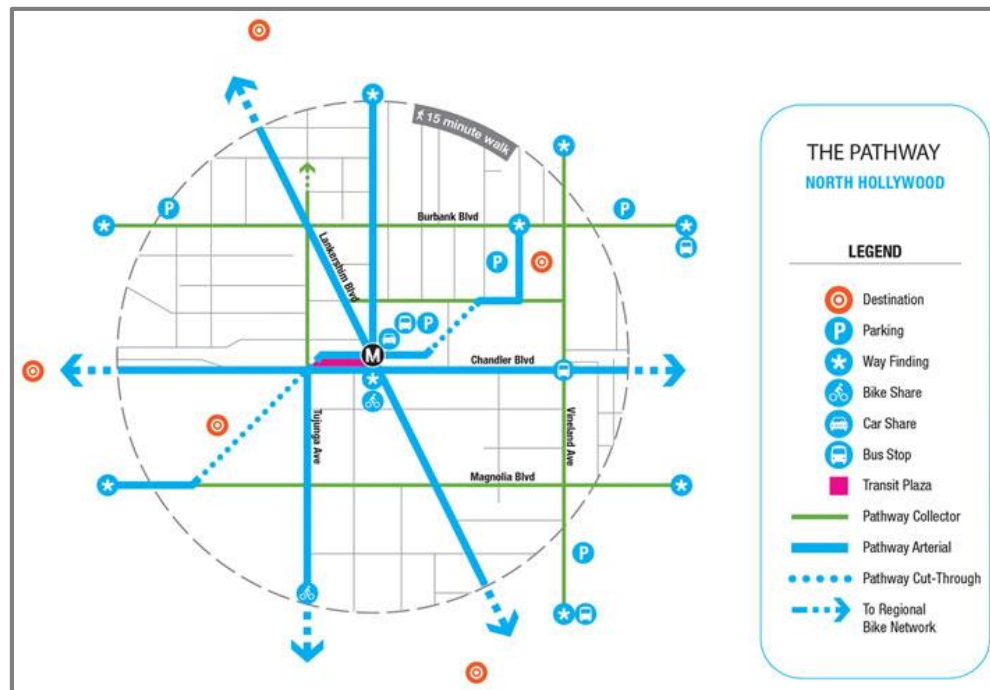 15 minute walk
Burbank Blvd
Lankershim Blvd
P
P
P
P
M
Chandler Blvd
Tujunga Ave
Vineland Ave
Magnolia Blvd
P
THE PATHWAY
NORTH HOLLYWOOD
LEGEND
Destination
P Parking
Way Finding
Bike Share
Car Share
Bus Stop
Transit Plaza
Pathway Collector
Pathway Arterial
Pathway Cut-Through
To Regional
Bike Network